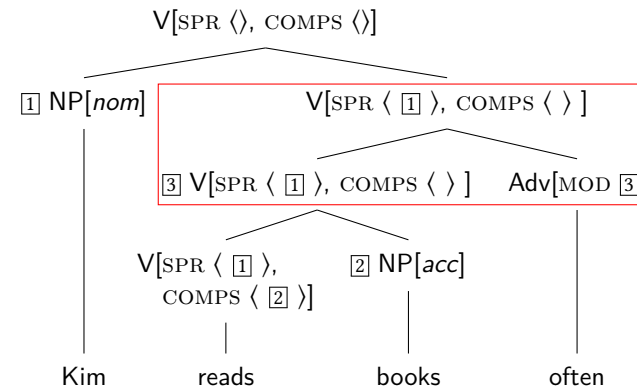 V[SPR ⟨⟩, COMPS ⟨⟩]
1 NP[nom] V[SPR ⟨ 1 ⟩, COMPS ⟨ ⟩ ]
3 V[SPR ⟨ 1 ⟩, COMPS ⟨ ⟩ ] Adv[MOD 3
V[SPR ⟨ 1 ⟩, 2 NP[acc]
COMPS ⟨ 2 ⟩]
Kim reads books often